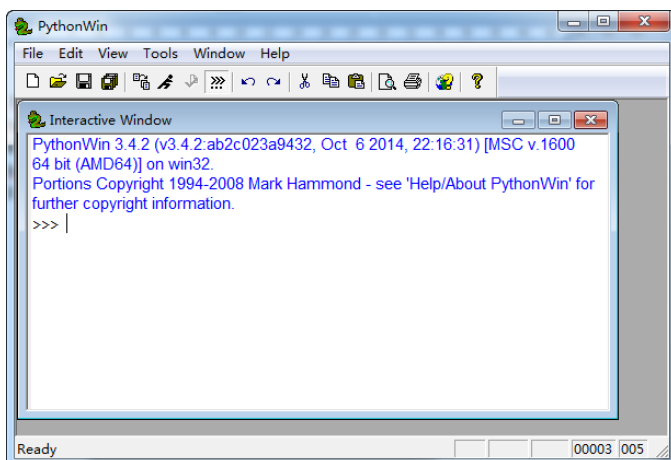 PythonWin
File Edit View Tools Window Help
Interactive Window
PythonWin 3.4.2 (v3.4.2:ab2c023a9432, Oct  6 2014, 22:16:31) [MSC v.1600
64 bit (AMD64)] on win32.
Portions Copyright 1994-2008 Mark Hammond - see 'Help/About PythonWin' for
further copyright information.
>>>
Ready 00003 005